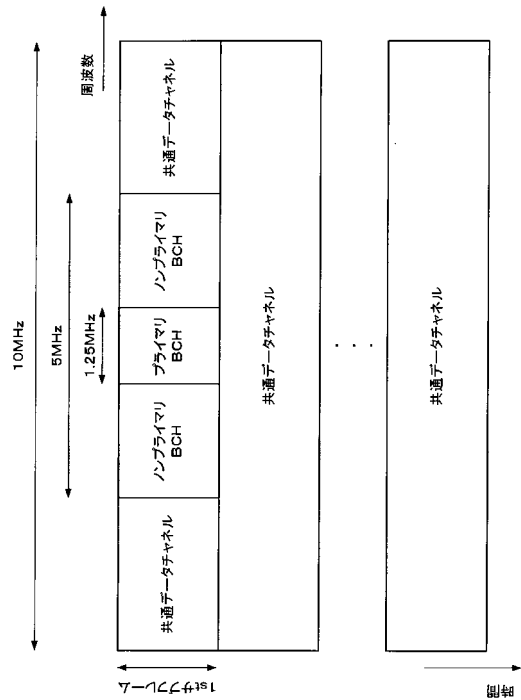 10MHz
5MHz
1.25MHz
周波数
共通データチャネル
ノンプライマリ
BCH
プライマリ
BCH
ノンプライマリ
BCH
共通データチャネル
1stサブフレーム
共通データチャネル
・・・
共通データチャネル
時間